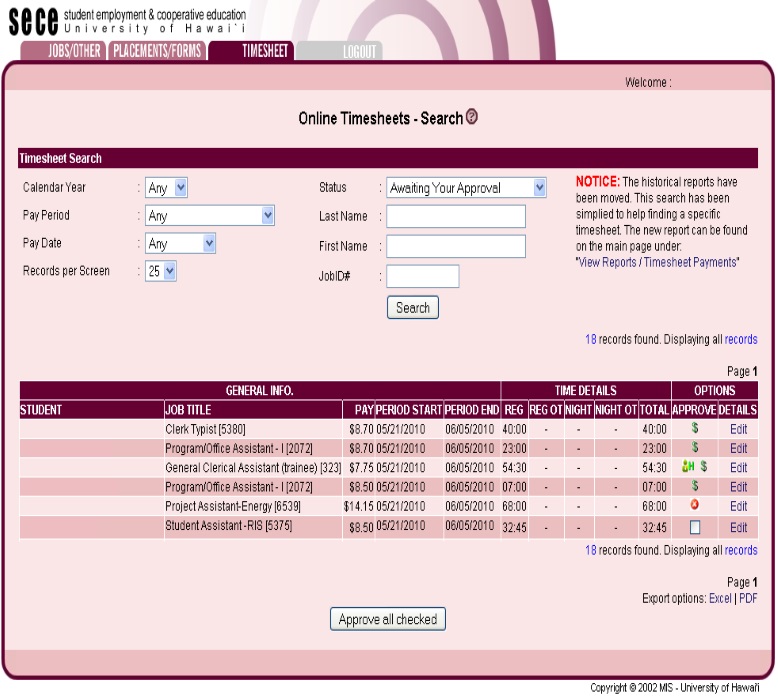 sece student employment & cooperative education
University of Hawai`i
JOBS/OTHER PLACEMENTS/FORMS TIMESHEET LOGOUT
Welcome :
Online Timesheets - Search ?
Timesheet Search
Calendar Year : Any
Pay Period : Any
Pay Date : Any
Records per Screen : 25
Status : Awaiting Your Approval
Last Name :
First Name :
JobID# :
Search
NOTICE: The historical reports have
been moved. This search has been
simplied to help finding a specific
timesheet. The new report can be found
on the main page under:
"View Reports / Timesheet Payments"
18 records found. Displaying all records
Page 1
GENERAL INFO. TIME DETAILS OPTIONS
STUDENT JOB TITLE PAY PERIOD START PERIOD END REG REG OT NIGHT NIGHT OT TOTAL APPROVE DETAILS
Clerk Typist [5380] $8.70 05/21/2010 06/05/2010 40:00 - - - 40:00 $ Edit
Program/Office Assistant - I [2072] $8.70 05/21/2010 06/05/2010 23:00 - - - 23:00 $ Edit
General Clerical Assistant (trainee) [323] $7.75 05/21/2010 06/05/2010 54:30 - - - 54:30 H $ Edit
Program/Office Assistant - I [2072] $8.50 05/21/2010 06/05/2010 07:00 - - - 07:00 $ Edit
Project Assistant-Energy [6539] $14.15 05/21/2010 06/05/2010 68:00 - - - 68:00 Edit
Student Assistant -RIS [5375] $8.50 05/21/2010 06/05/2010 32:45 - - - 32:45 Edit
18 records found. Displaying all records
Page 1
Export options: Excel | PDF
Approve all checked
Copyright © 2002 MIS - University of Hawai'i